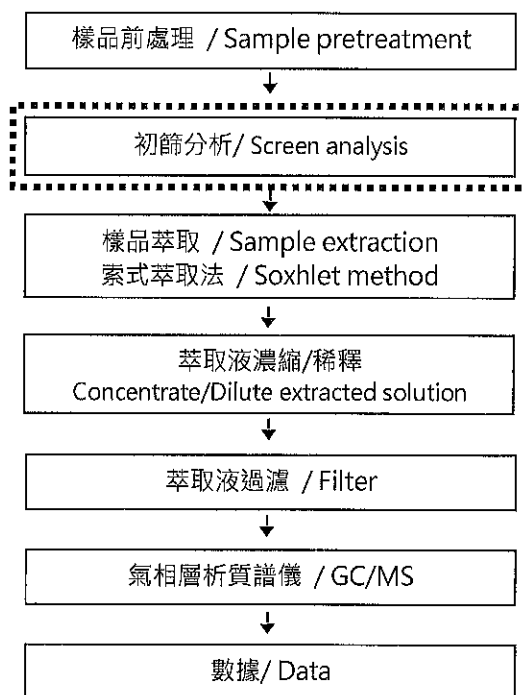 樣品前處理 / Sample pretreatment
初篩分析/ Screen analysis
樣品萃取 / Sample extraction
索式萃取法 / Soxhlet method
萃取液濃縮/稀釋
Concentrate/Dilute extracted solution
萃取液過濾 / Filter
氣相層析質譜儀 / GC/MS
數據/ Data